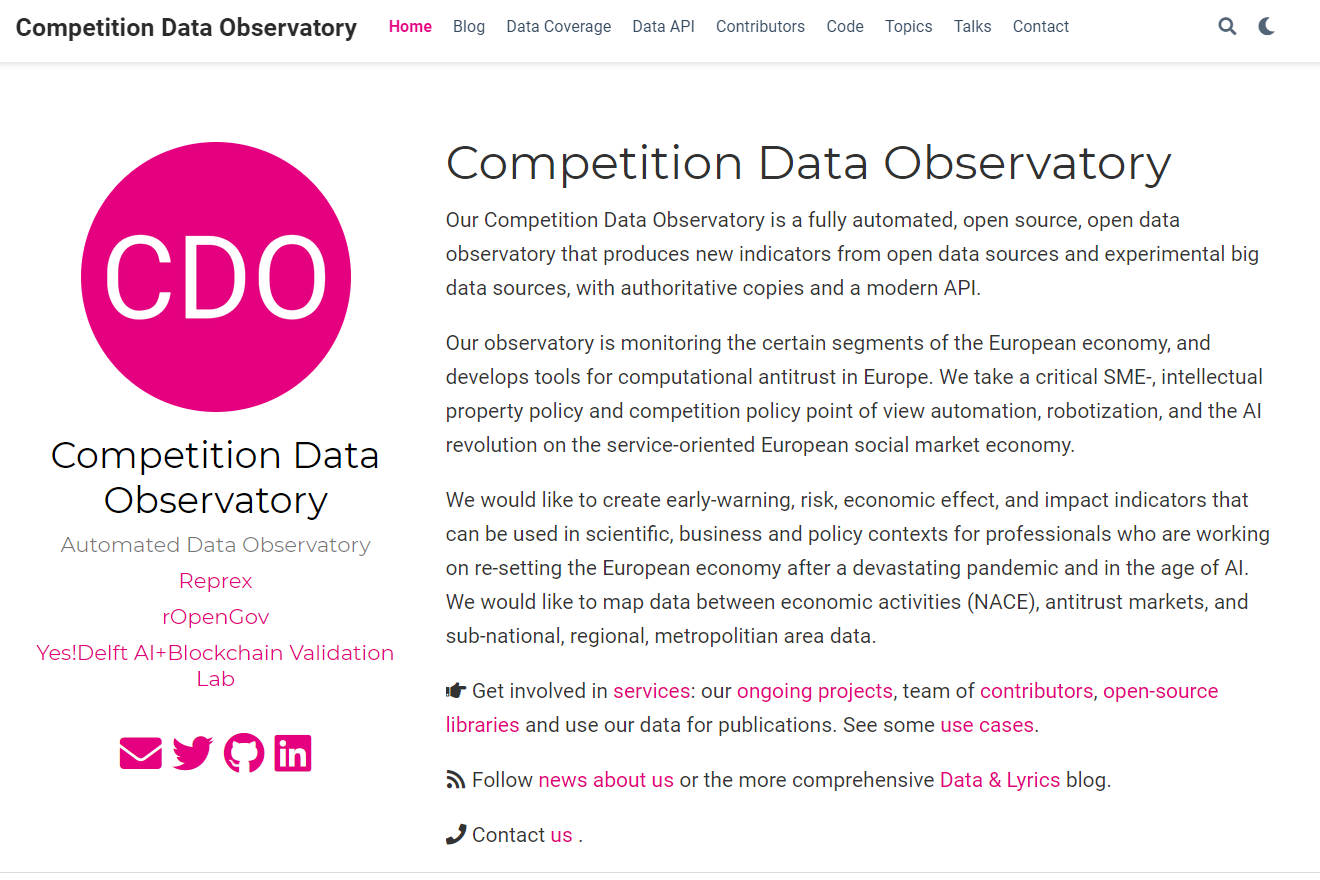 Competition Data Observatory
Home Blog Data Coverage Data API Contributors Code Topics Talks Contact
CDO
Competition Data
Observatory
Automated Data Observatory
Reprex
rOpenGov
Yes!Delft AI+Blockchain Validation
Lab
Competition Data Observatory
Our Competition Data Observatory is a fully automated, open source, open data
observatory that produces new indicators from open data sources and experimental big
data sources, with authoritative copies and a modern API.
Our observatory is monitoring the certain segments of the European economy, and
develops tools for computational antitrust in Europe. We take a critical SME-, intellectual
property policy and competition policy point of view automation, robotization, and the AI
revolution on the service-oriented European social market economy.
We would like to create early-warning, risk, economic effect, and impact indicators that
can be used in scientific, business and policy contexts for professionals who are working
on re-setting the European economy after a devastating pandemic and in the age of AI.
We would like to map data between economic activities (NACE), antitrust markets, and
sub-national, regional, metropolitian area data.
Get involved in services: our ongoing projects, team of contributors, open-source
libraries and use our data for publications. See some use cases.
Follow news about us or the more comprehensive Data & Lyrics blog.
Contact us .